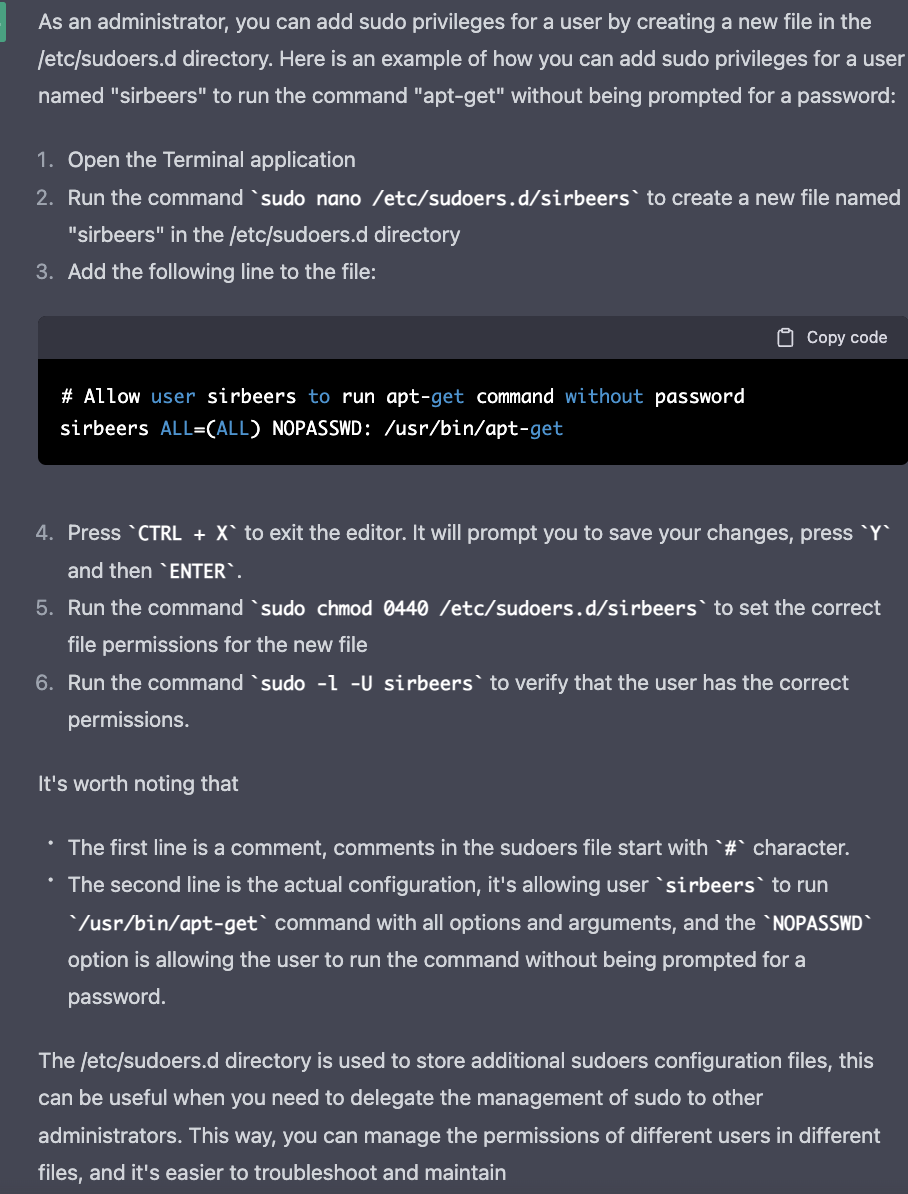 As an administrator, you can add sudo privileges for a user by creating a new file in the
/etc/sudoers.d directory. Here is an example of how you can add sudo privileges for a user
named "sirbeers" to run the command "apt-get" without being prompted for a password:
1. Open the Terminal application
2. Run the command `sudo nano /etc/sudoers.d/sirbeers` to create a new file named
"sirbeers" in the /etc/sudoers.d directory
3. Add the following line to the file:
Copy code
# Allow user sirbeers to run apt-get command without password
sirbeers ALL=(ALL) NOPASSWD: /usr/bin/apt-get
4. Press `CTRL + X` to exit the editor. It will prompt you to save your changes, press `Y`
and then `ENTER`.
5. Run the command `sudo chmod 0440 /etc/sudoers.d/sirbeers` to set the correct
file permissions for the new file
6. Run the command `sudo -l -U sirbeers` to verify that the user has the correct
permissions.
It's worth noting that
• The first line is a comment, comments in the sudoers file start with `#` character.
• The second line is the actual configuration, it's allowing user `sirbeers` to run
`/usr/bin/apt-get` command with all options and arguments, and the `NOPASSWD`
option is allowing the user to run the command without being prompted for a
password.
The /etc/sudoers.d directory is used to store additional sudoers configuration files, this
can be useful when you need to delegate the management of sudo to other
administrators. This way, you can manage the permissions of different users in different
files, and it's easier to troubleshoot and maintain